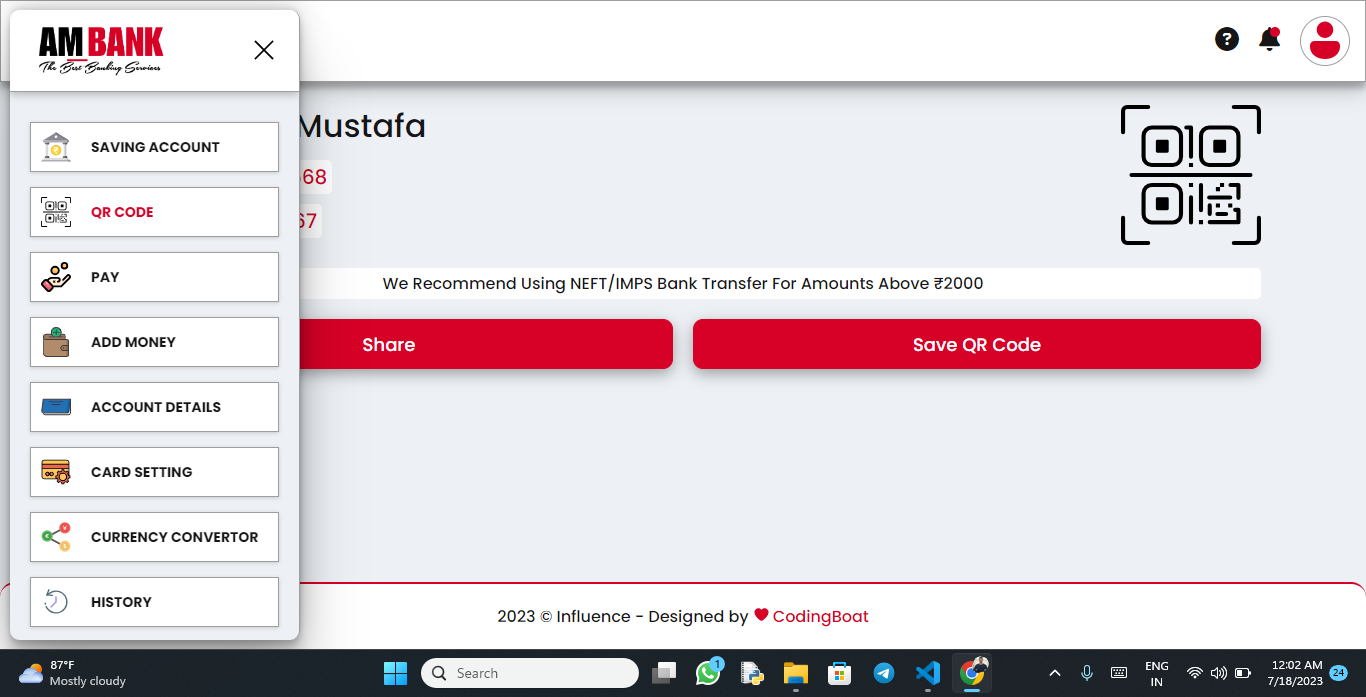 AM BANK
The Best Banking Services
SAVING ACCOUNT
QR CODE
PAY
ADD MONEY
ACCOUNT DETAILS
CARD SETTING
CURRENCY CONVERTOR
HISTORY
?
Mustafa
68
67
We Recommend Using NEFT/IMPS Bank Transfer For Amounts Above ₹2000
Share
Save QR Code
2023 © Influence - Designed by ❤ CodingBoat
87°F
Mostly cloudy
Search
1
ENG
IN
12:02 AM
7/18/2023
24